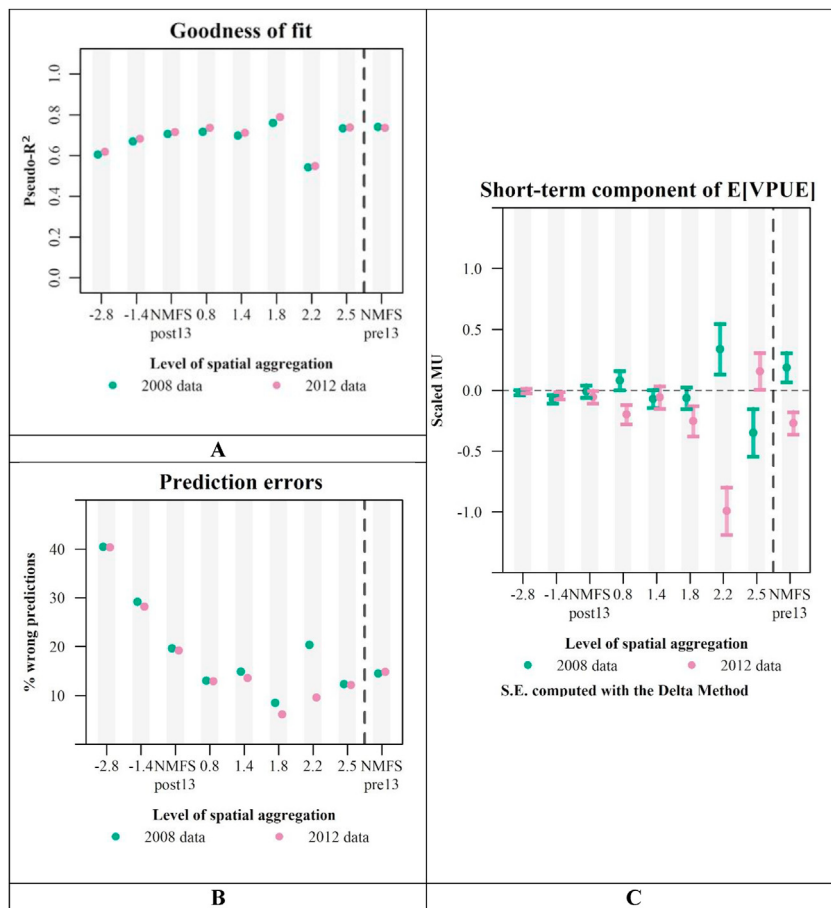 Goodness of fit
Pseudo-R²
1.0
0.8
0.6
0.4
0.2
0.0
-2.8 -1.4 NMFS 0.8 1.4 1.8 2.2 2.5 NMFS
post13 pre13
Level of spatial aggregation
2008 data 2012 data
A
Prediction errors
% wrong predictions
40
30
20
10
-2.8 -1.4 NMFS 0.8 1.4 1.8 2.2 2.5 NMFS
post13 pre13
Level of spatial aggregation
2008 data 2012 data
B
Short-term component of E[VPUE]
Scaled MU
1.0
0.5
0.0
-0.5
-1.0
-2.8 -1.4 NMFS 0.8 1.4 1.8 2.2 2.5 NMFS
post13 pre13
Level of spatial aggregation
2008 data 2012 data
S.E. computed with the Delta Method
C